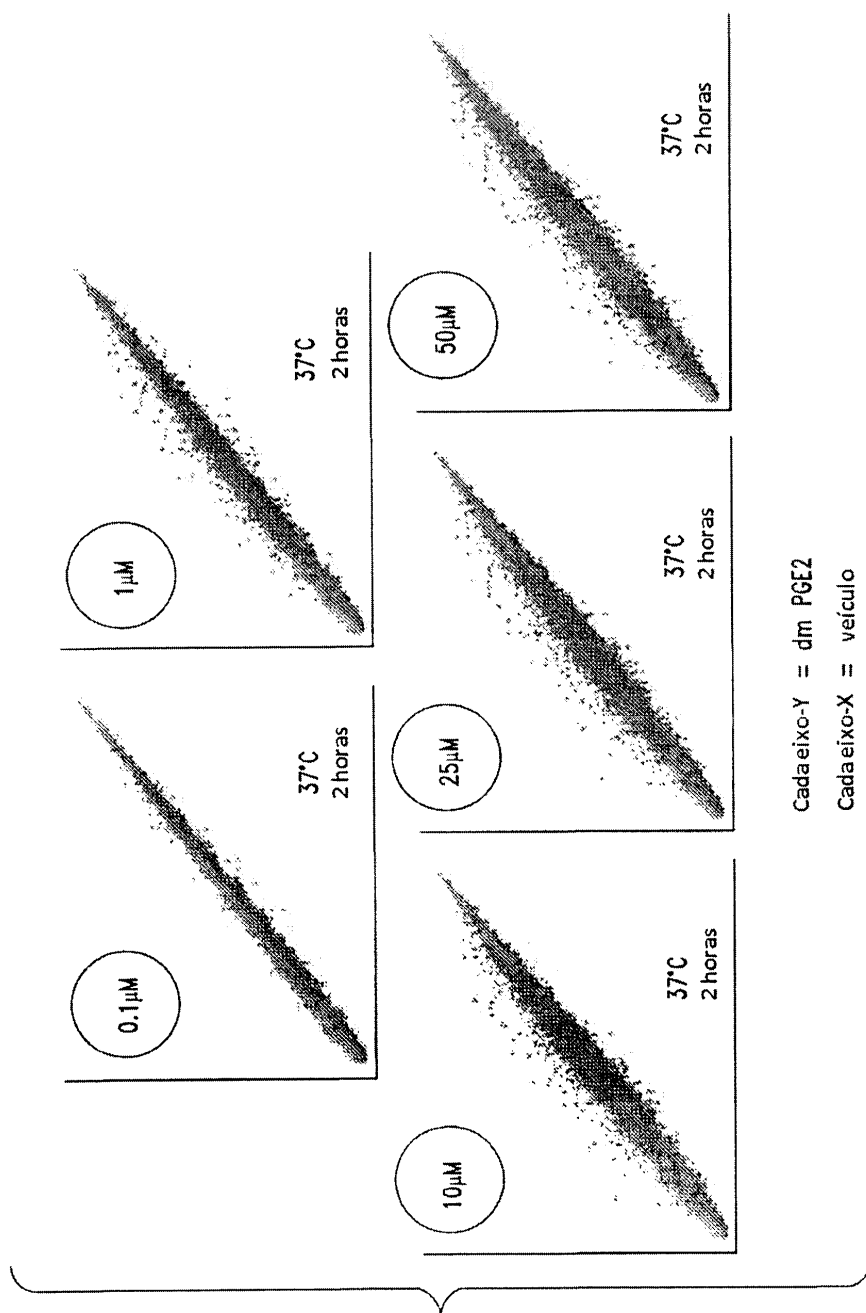 0.1µM
37°C
2 horas
1µM
37°C
2 horas
10µM
37°C
2 horas
25µM
37°C
2 horas
50µM
37°C
2 horas
Cada eixo-Y = dm PGE2
Cada eixo-X = veículo